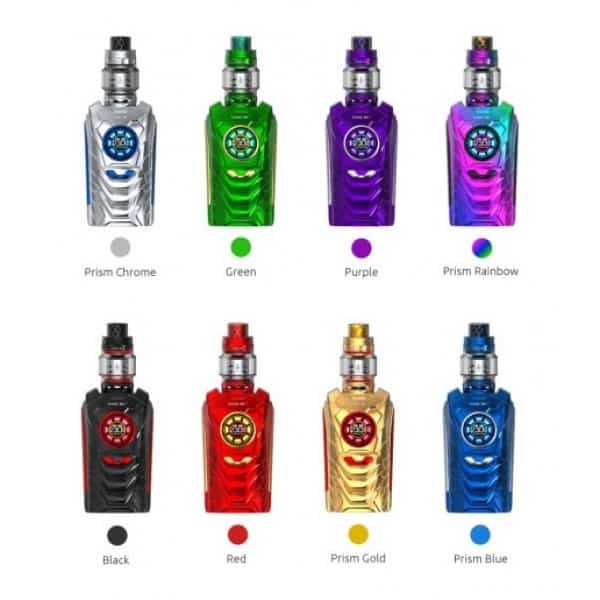 Prism Chrome
Green
Purple
Prism Rainbow
Black
Red
Prism Gold
Prism Blue